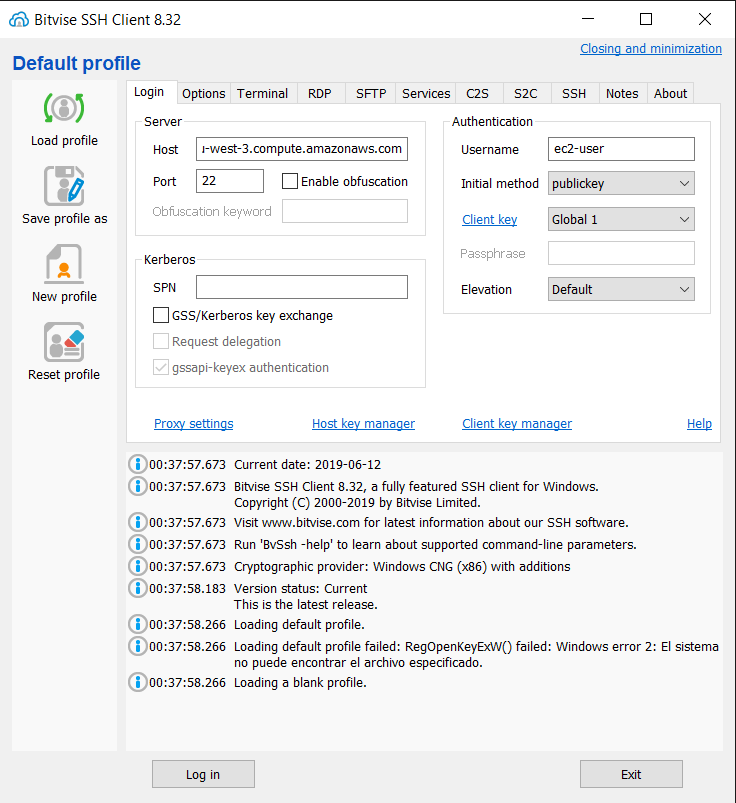 Bitvise SSH Client 8.32
Closing and minimization
Default profile
Load profile
Save profile as
New profile
Reset profile
Login Options Terminal RDP SFTP Services C2S S2C SSH Notes About
Server
Host -west-3.compute.amazonaws.com
Port 22 Enable obfuscation
Obfuscation keyword
Kerberos
SPN
GSS/Kerberos key exchange
Request delegation
gssapi-keyex authentication
Authentication
Username ec2-user
Initial method publickey
Client key Global 1
Passphrase
Elevation Default
Proxy settings Host key manager Client key manager Help
00:37:57.673 Current date: 2019-06-12
00:37:57.673 Bitvise SSH Client 8.32, a fully featured SSH client for Windows.
Copyright (C) 2000-2019 by Bitvise Limited.
00:37:57.673 Visit www.bitvise.com for latest information about our SSH software.
00:37:57.673 Run 'BvSsh -help' to learn about supported command-line parameters.
00:37:57.673 Cryptographic provider: Windows CNG (x86) with additions
00:37:58.183 Version status: Current
This is the latest release.
00:37:58.266 Loading default profile.
00:37:58.266 Loading default profile failed: RegOpenKeyExW() failed: Windows error 2: El sistema
no puede encontrar el archivo especificado.
00:37:58.266 Loading a blank profile.
Log in Exit